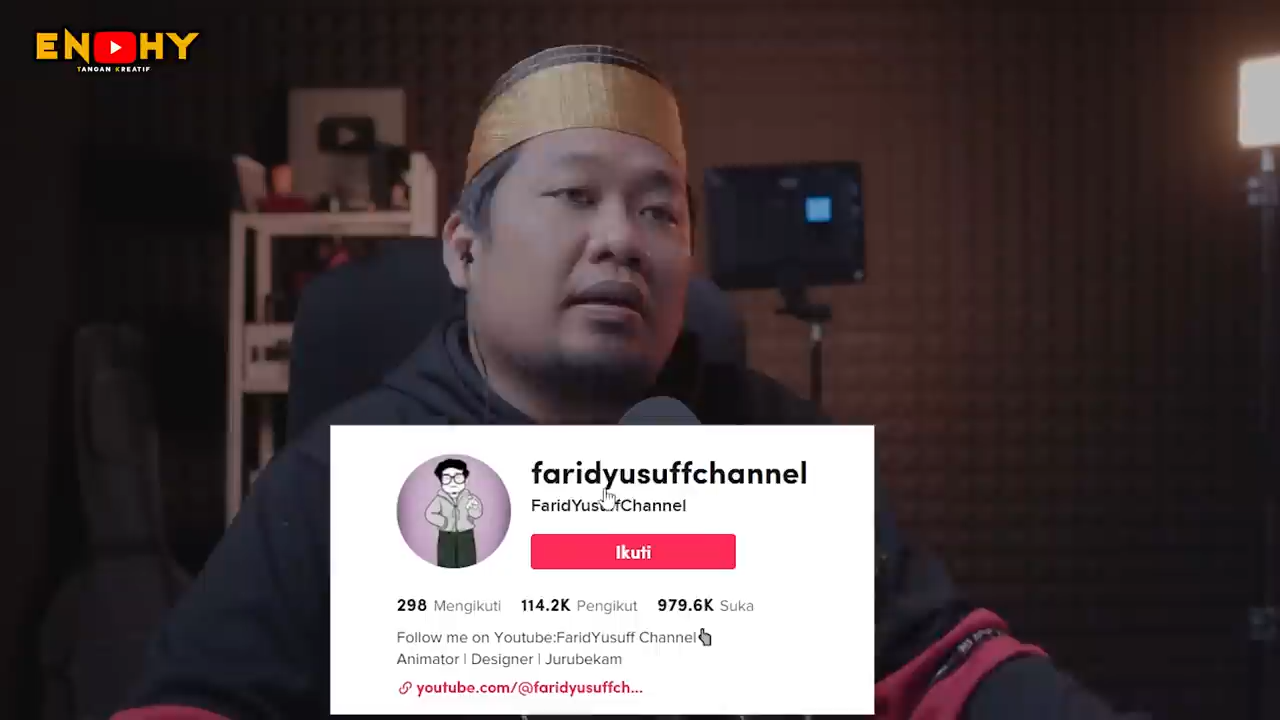 ENOHY
TANGAN KREATIF
faridyusuffchannel
FaridYusuffChannel
Ikuti
298 Mengikuti 114.2K Pengikut 979.6K Suka
Follow me on Youtube:FaridYusuff Channel
Animator | Designer | Jurubekam
youtube.com/@faridyusuffch...